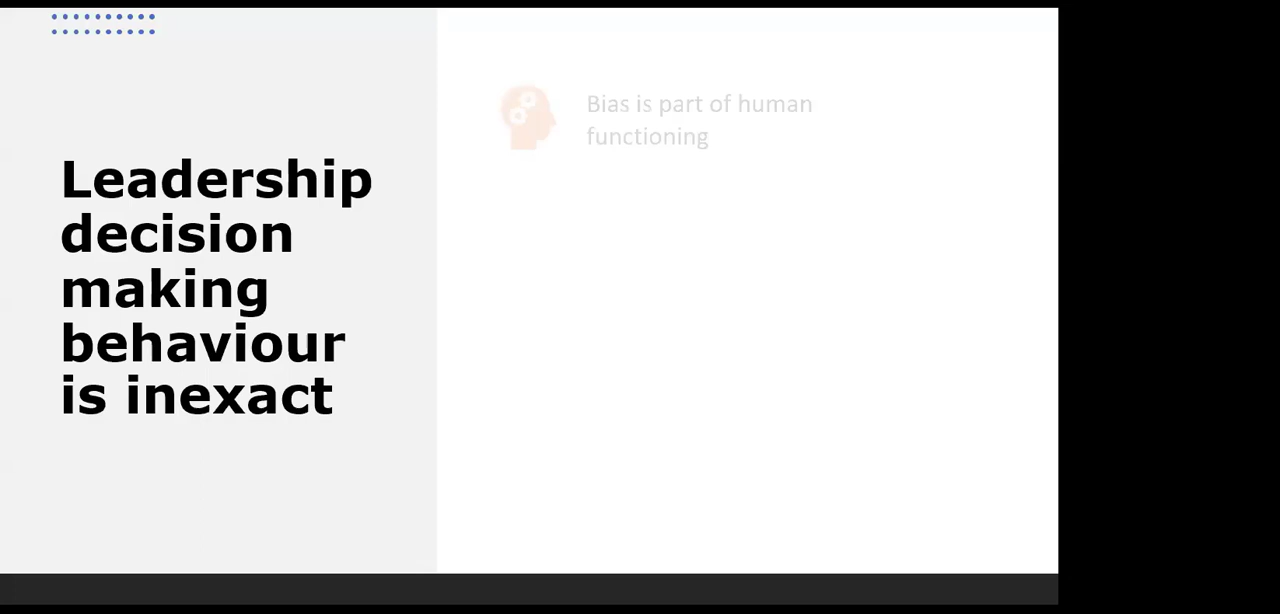 Leadership
decision
making
behaviour
is inexact
Bias is part of human
functioning